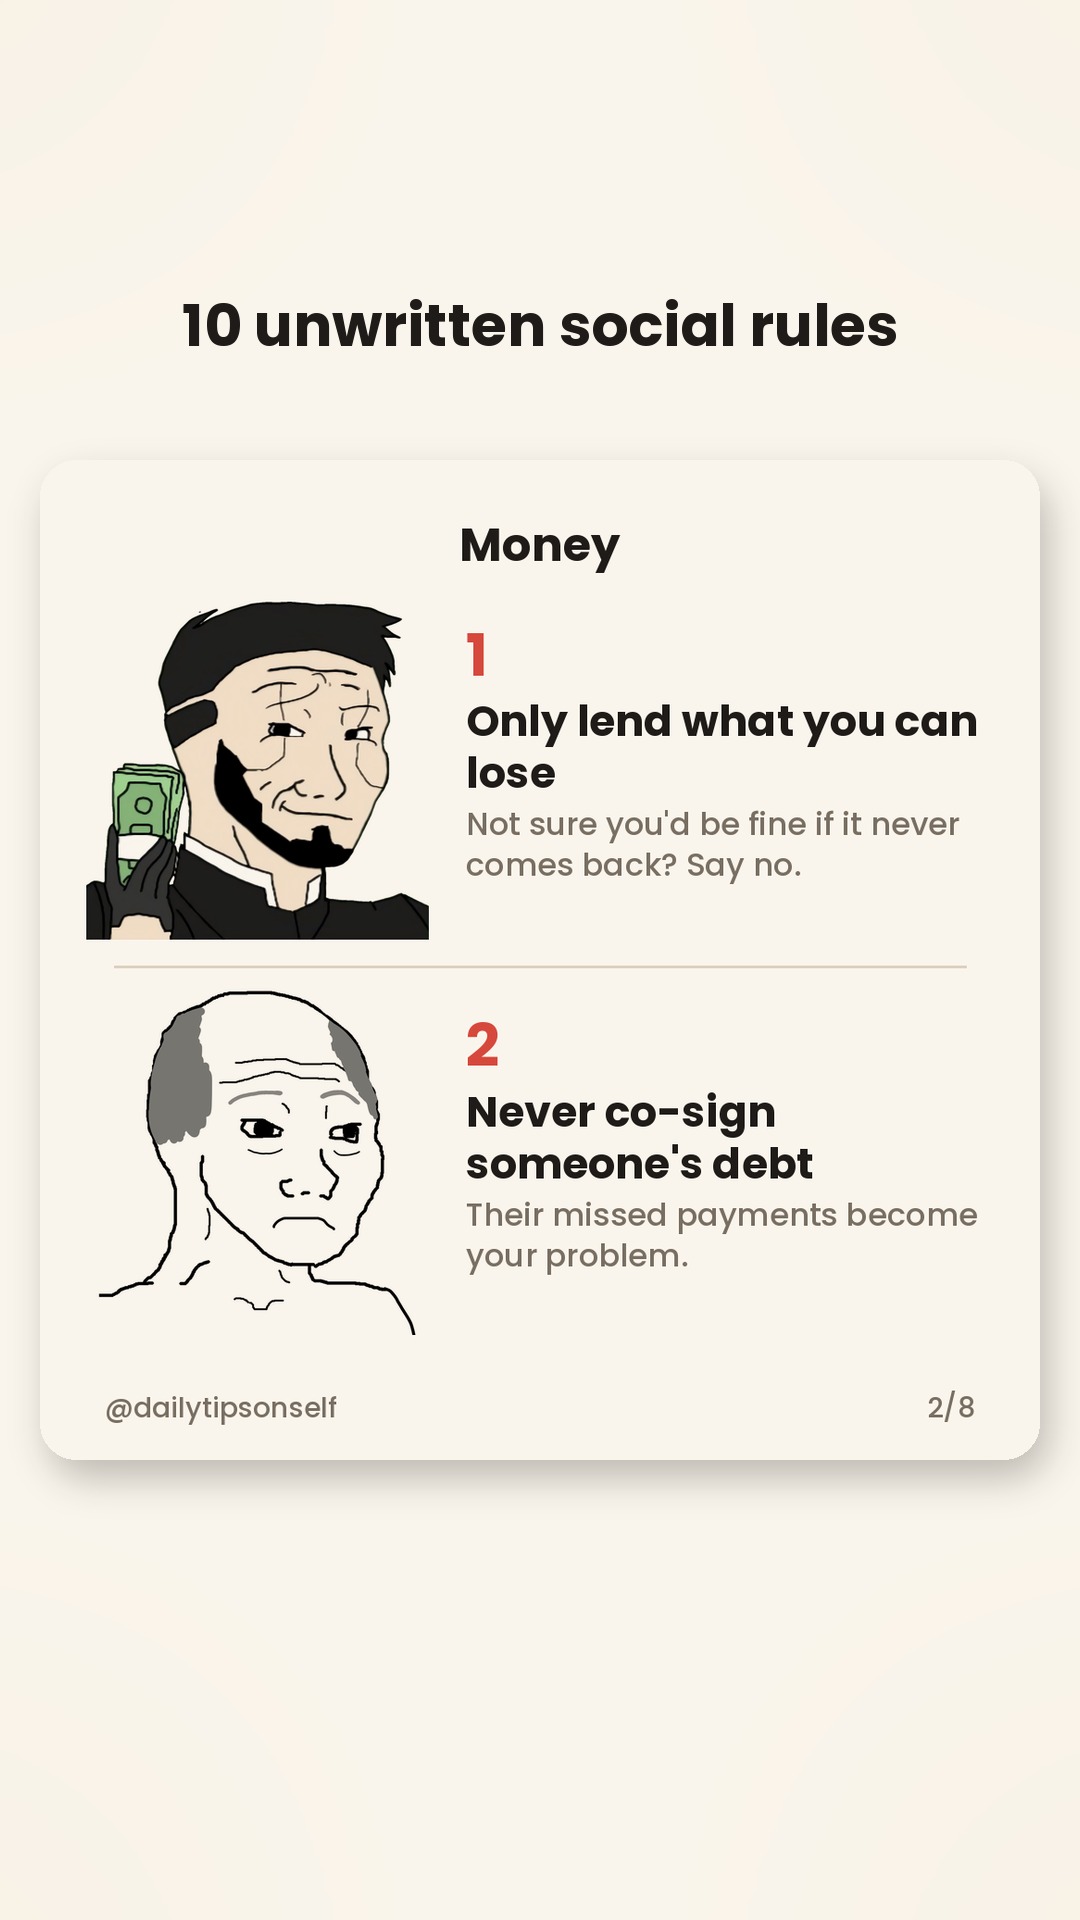 10 unwritten social rules
Money
1
Only lend what you can
lose
Not sure you'd be fine if it never
comes back? Say no.
2
Never co-sign
someone's debt
Their missed payments become
your problem.
@dailytipsonself
2/8